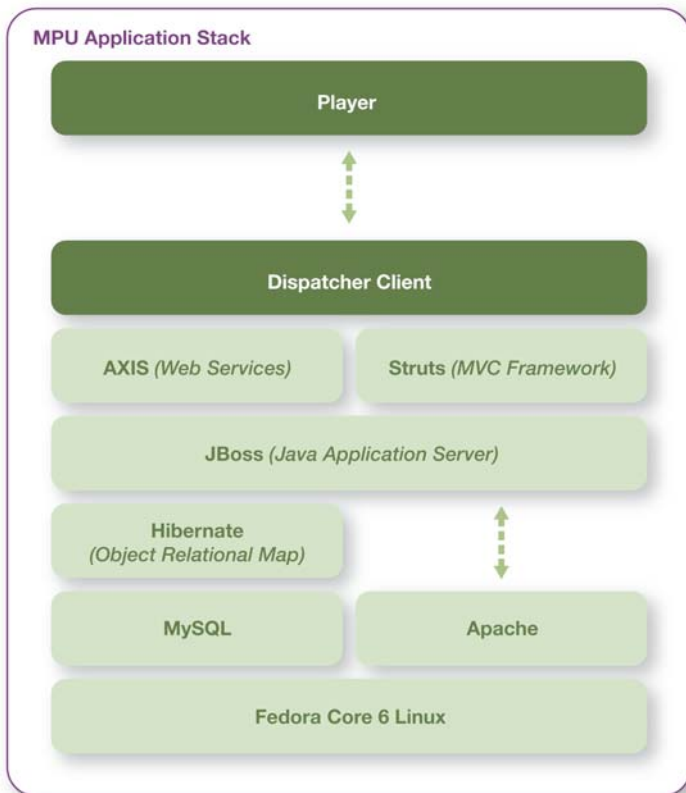 MPU Application Stack
Player
Dispatcher Client
AXIS (Web Services)
Struts (MVC Framework)
JBoss (Java Application Server)
Hibernate
(Object Relational Map)
MySQL
Apache
Fedora Core 6 Linux